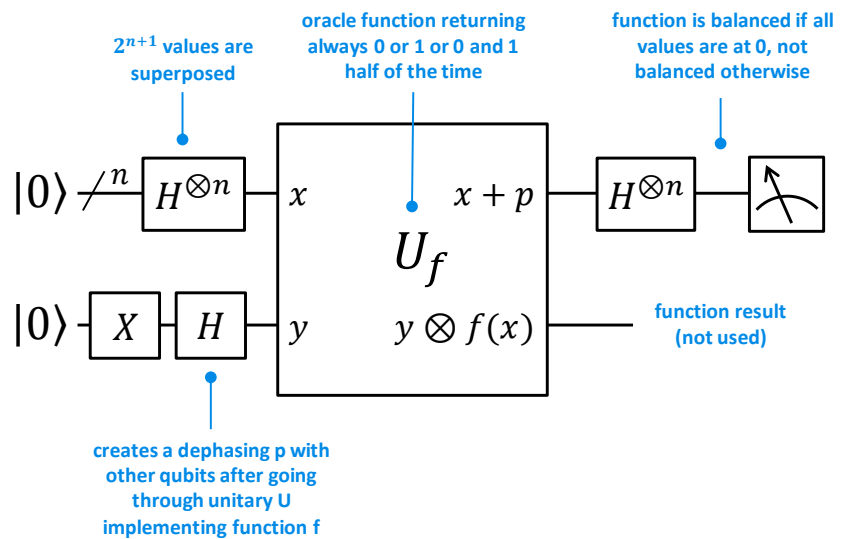 2ⁿ⁺¹ values are
superposed
oracle function returning
always 0 or 1 or 0 and 1
half of the time
function is balanced if all
values are at 0, not
balanced otherwise
|0⟩ n H⊗ⁿ x x + p H⊗ⁿ
U_f
|0⟩ X H y y ⊗ f(x)
function result
(not used)
creates a dephasing p with
other qubits after going
through unitary U
implementing function f